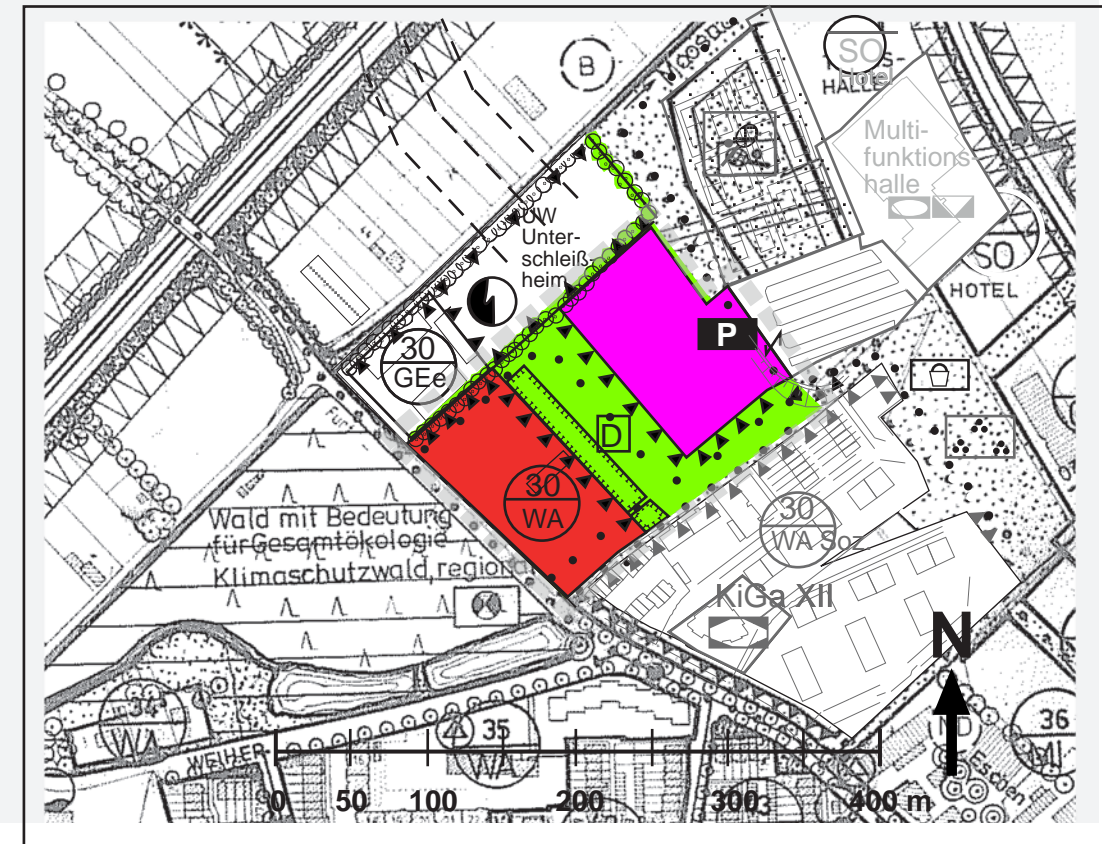 B
SO
Hotel
HALLE
Multi-
funktions-
halle
SO
HOTEL
UW
Unter-
schleiß-
heim
30
GEe
P
D
30
WA
30
WA Soz.
Wald mit Bedeutung
für Gesamtökologie
Klimaschutzwald, regional
KiGa XII
N
34
WA
WEIHER
35
WA
36
MI
Eschen
0 50 100 200 300 400 m